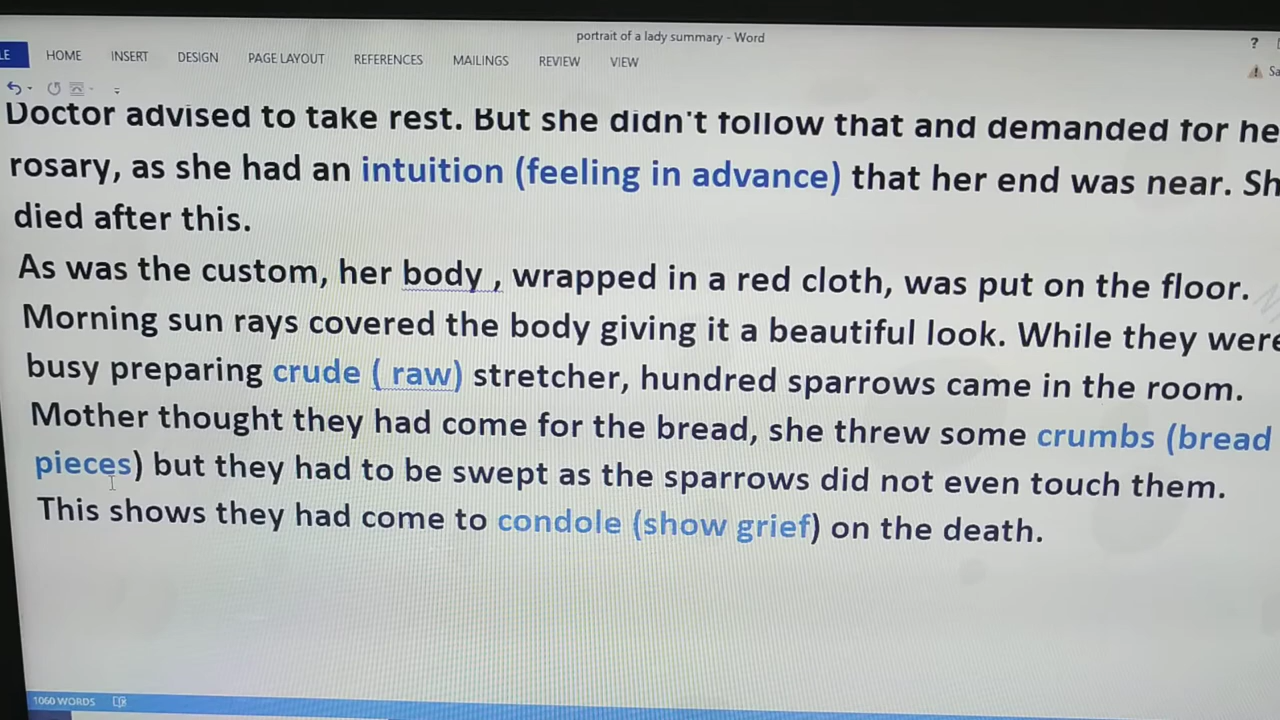 portrait of a lady summary - Word
?
LE HOME INSERT DESIGN PAGE LAYOUT REFERENCES MAILINGS REVIEW VIEW
Sa
Doctor advised to take rest. But she didn't follow that and demanded for he
rosary, as she had an intuition (feeling in advance) that her end was near. Sh
died after this.
As was the custom, her body , wrapped in a red cloth, was put on the floor.
Morning sun rays covered the body giving it a beautiful look. While they were
busy preparing crude ( raw) stretcher, hundred sparrows came in the room.
Mother thought they had come for the bread, she threw some crumbs (bread
pieces) but they had to be swept as the sparrows did not even touch them.
This shows they had come to condole (show grief) on the death.
1060 WORDS